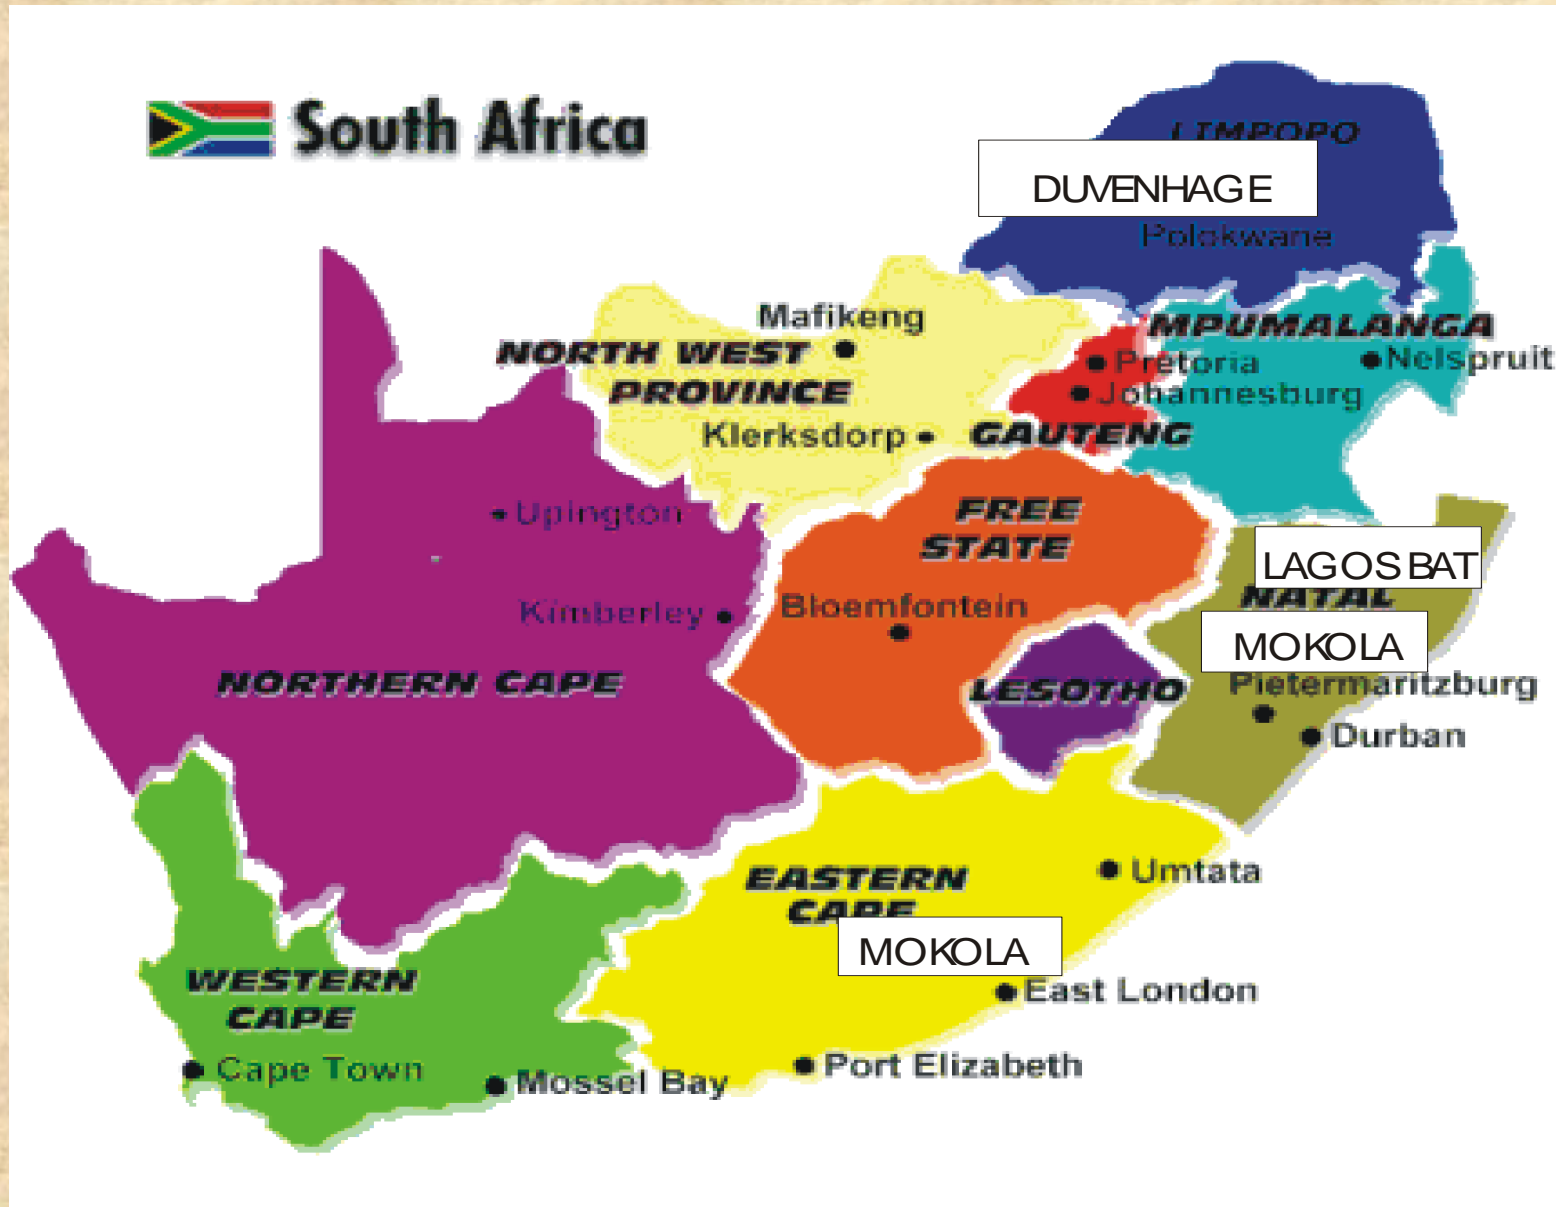 South Africa
LIMPOPO
DUVENHAGE
Polokwane
Mafikeng
MPUMALANGA
NORTH WEST
PROVINCE
Pretoria
Nelspruit
Johannesburg
Klerksdorp
GAUTENG
Upington
FREE
STATE
LAGOS BAT
NATAL
Kimberley
Bloemfontein
MOKOLA
NORTHERN CAPE
LESOTHO
Pietermaritzburg
Durban
EASTERN
CAPE
Umtata
MOKOLA
WESTERN
CAPE
East London
Cape Town
Mossel Bay
Port Elizabeth